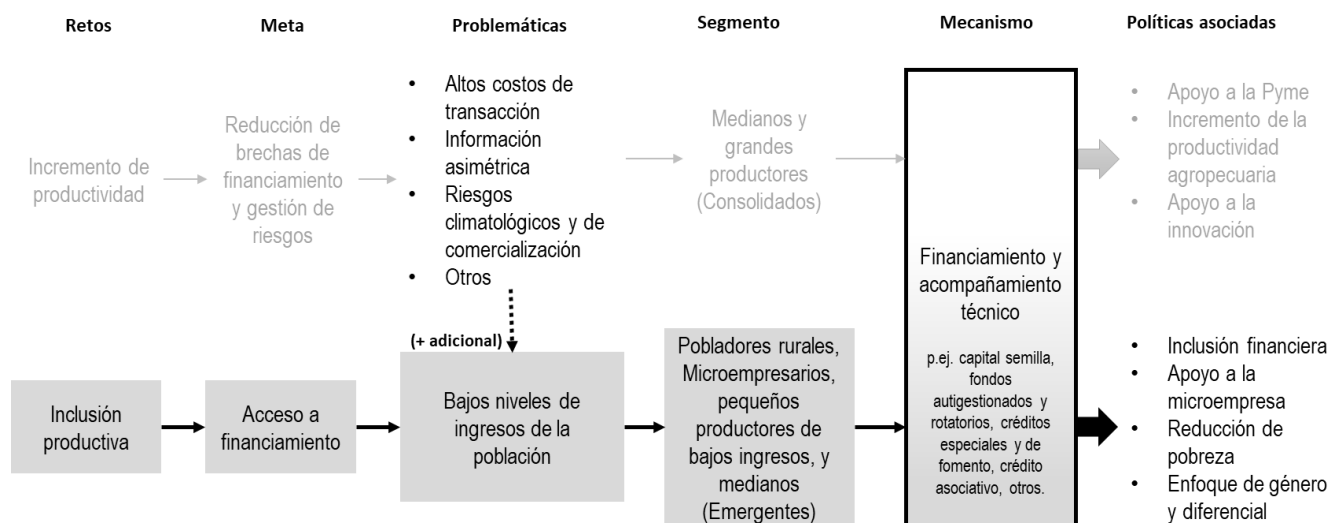 Retos
Meta
Problemáticas
Segmento
Mecanismo
Políticas asociadas
Incremento de
productividad
Reducción de
brechas de
financiamiento
y gestión de
riesgos
• Altos costos de
transacción
• Información
asimétrica
• Riesgos
climatológicos y de
comercialización
• Otros
Medianos y
grandes
productores
(Consolidados)
Financiamiento y
acompañamiento
técnico
p.ej. capital semilla,
fondos
autigestionados y
rotatorios, créditos
especiales y de
fomento, crédito
asociativo, otros.
• Apoyo a la Pyme
• Incremento de la
productividad
agropecuaria
• Apoyo a la
innovación
Inclusión
productiva
Acceso a
financiamiento
(+ adicional)
Bajos niveles de
ingresos de la
población
Pobladores rurales,
Microempresarios,
pequeños
productores de
bajos ingresos, y
medianos
(Emergentes)
• Inclusión financiera
• Apoyo a la
microempresa
• Reducción de
pobreza
• Enfoque de género
y diferencial